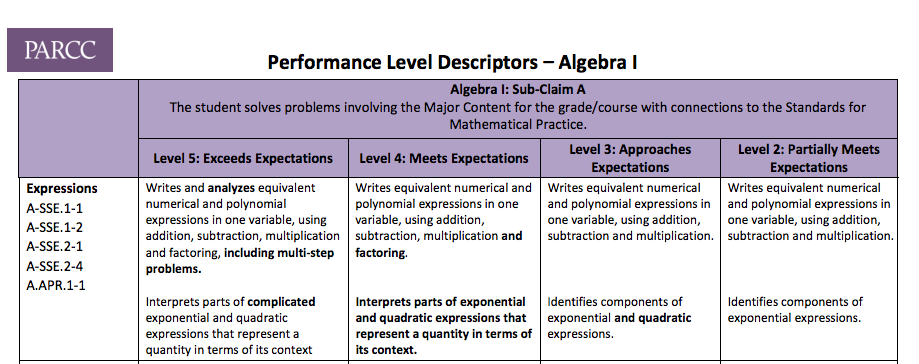 PARCC
Performance Level Descriptors – Algebra I
Algebra I: Sub-Claim A
The student solves problems involving the Major Content for the grade/course with connections to the Standards for
Mathematical Practice.
Level 5: Exceeds Expectations
Level 4: Meets Expectations
Level 3: Approaches
Expectations
Level 2: Partially Meets
Expectations
Expressions
A-SSE.1-1
A-SSE.1-2
A-SSE.2-1
A-SSE.2-4
A.APR.1-1
Writes and analyzes equivalent
numerical and polynomial
expressions in one variable, using
addition, subtraction, multiplication
and factoring, including multi-step
problems.
Interprets parts of complicated
exponential and quadratic
expressions that represent a
quantity in terms of its context
Writes equivalent numerical and
polynomial expressions in one
variable, using addition,
subtraction, multiplication and
factoring.
Interprets parts of exponential
and quadratic expressions that
represent a quantity in terms of
its context.
Writes equivalent numerical
and polynomial expressions in
one variable, using addition,
subtraction and multiplication.
Identifies components of
exponential and quadratic
expressions.
Writes equivalent numerical
and polynomial expressions in
one variable, using addition,
subtraction and multiplication.
Identifies components of
exponential expressions.